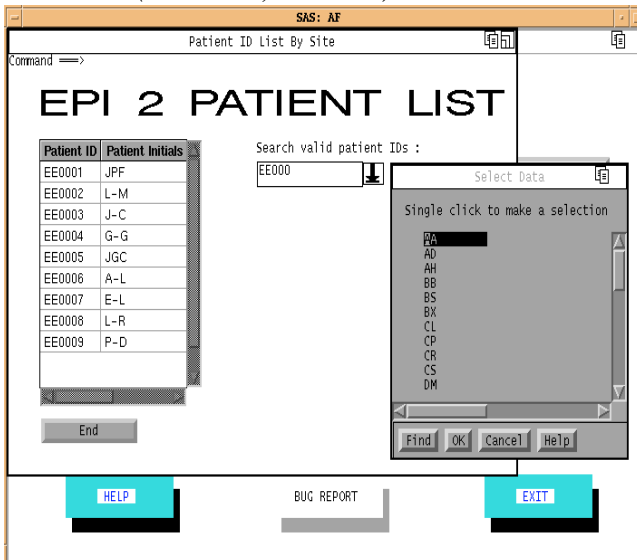 SAS: AF
Patient ID List By Site
Command ===>
EPI 2 PATIENT LIST
Patient ID Patient Initials
EE0001 JPF
EE0002 L-M
EE0003 J-C
EE0004 G-G
EE0005 JGC
EE0006 A-L
EE0007 E-L
EE0008 L-R
EE0009 P-D
End
Search valid patient IDs :
EE000
Select Data
Single click to make a selection
AA
AD
AH
BB
BS
BX
CL
CP
CR
CS
DM
Find OK Cancel Help
HELP
BUG REPORT
EXIT